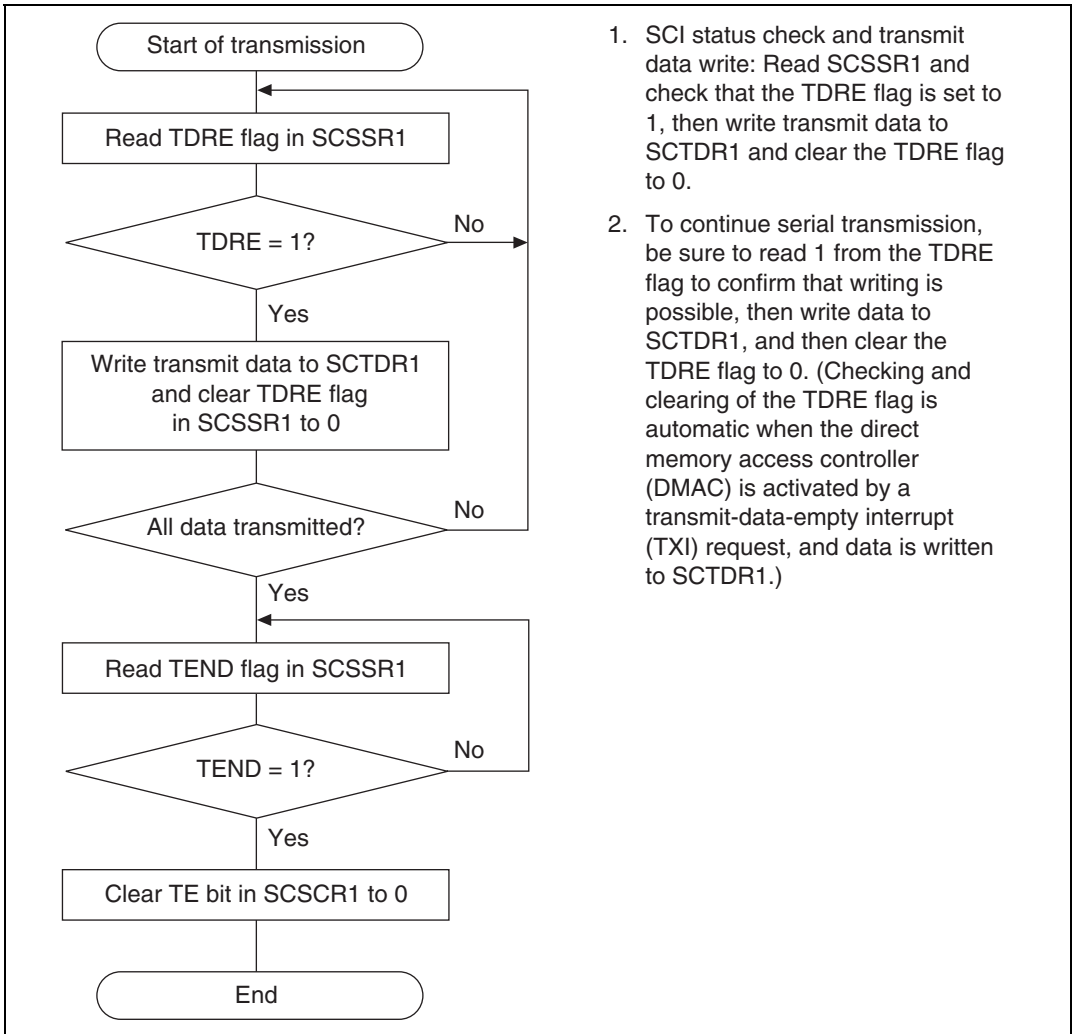 Start of transmission
Read TDRE flag in SCSSR1
TDRE = 1?
No
Yes
Write transmit data to SCTDR1
and clear TDRE flag
in SCSSR1 to 0
All data transmitted?
No
Yes
Read TEND flag in SCSSR1
TEND = 1?
No
Yes
Clear TE bit in SCSCR1 to 0
End
1. SCI status check and transmit
data write: Read SCSSR1 and
check that the TDRE flag is set to
1, then write transmit data to
SCTDR1 and clear the TDRE flag
to 0.
2. To continue serial transmission,
be sure to read 1 from the TDRE
flag to confirm that writing is
possible, then write data to
SCTDR1, and then clear the
TDRE flag to 0. (Checking and
clearing of the TDRE flag is
automatic when the direct
memory access controller
(DMAC) is activated by a
transmit-data-empty interrupt
(TXI) request, and data is written
to SCTDR1.)